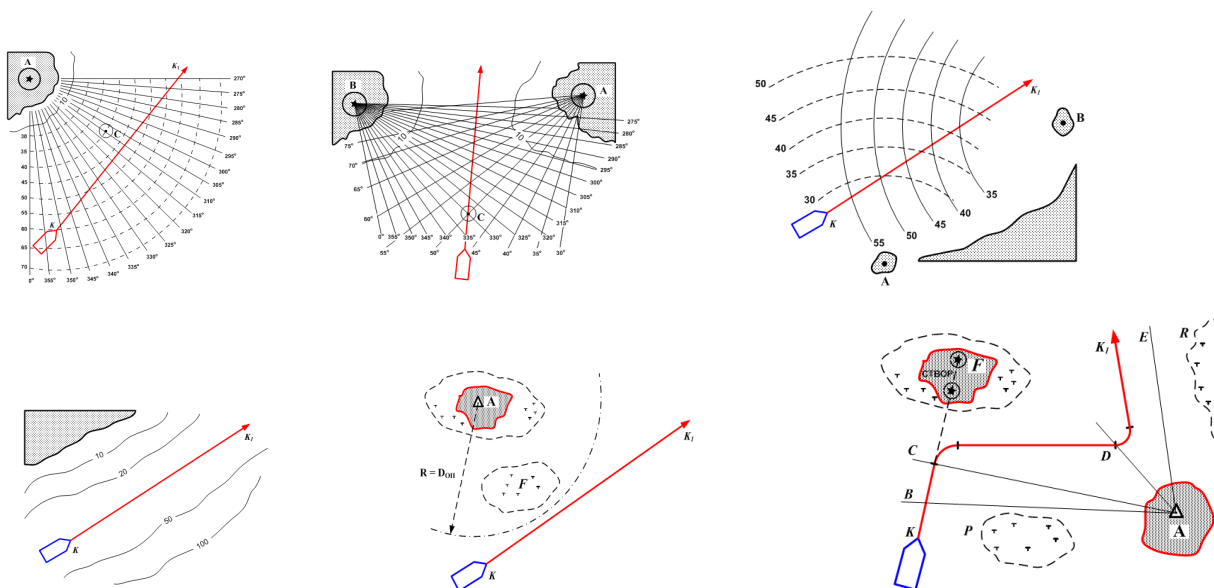 A
K₁
10
C
30
35
40
45
50
55
60
65
70
K
270°
275°
280°
285°
290°
295°
300°
305°
310°
315°
320°
325°
330°
335°
340°
345°
350°
355°
0°
B
A
10
10
C
75°
70°
65°
60°
55°
50°
45°
40°
35°
30°
275°
280°
285°
290°
295°
300°
305°
310°
315°
320°
325°
330°
335°
340°
345°
350°
355°
0°
50
45
40
35
30
K
K₁
B
35
40
45
50
55
A
10
20
50
100
K
K₁
A
R = Dоп
F
K
K₁
СТВОР
F
K₁
E
R
C
D
B
K
P
A